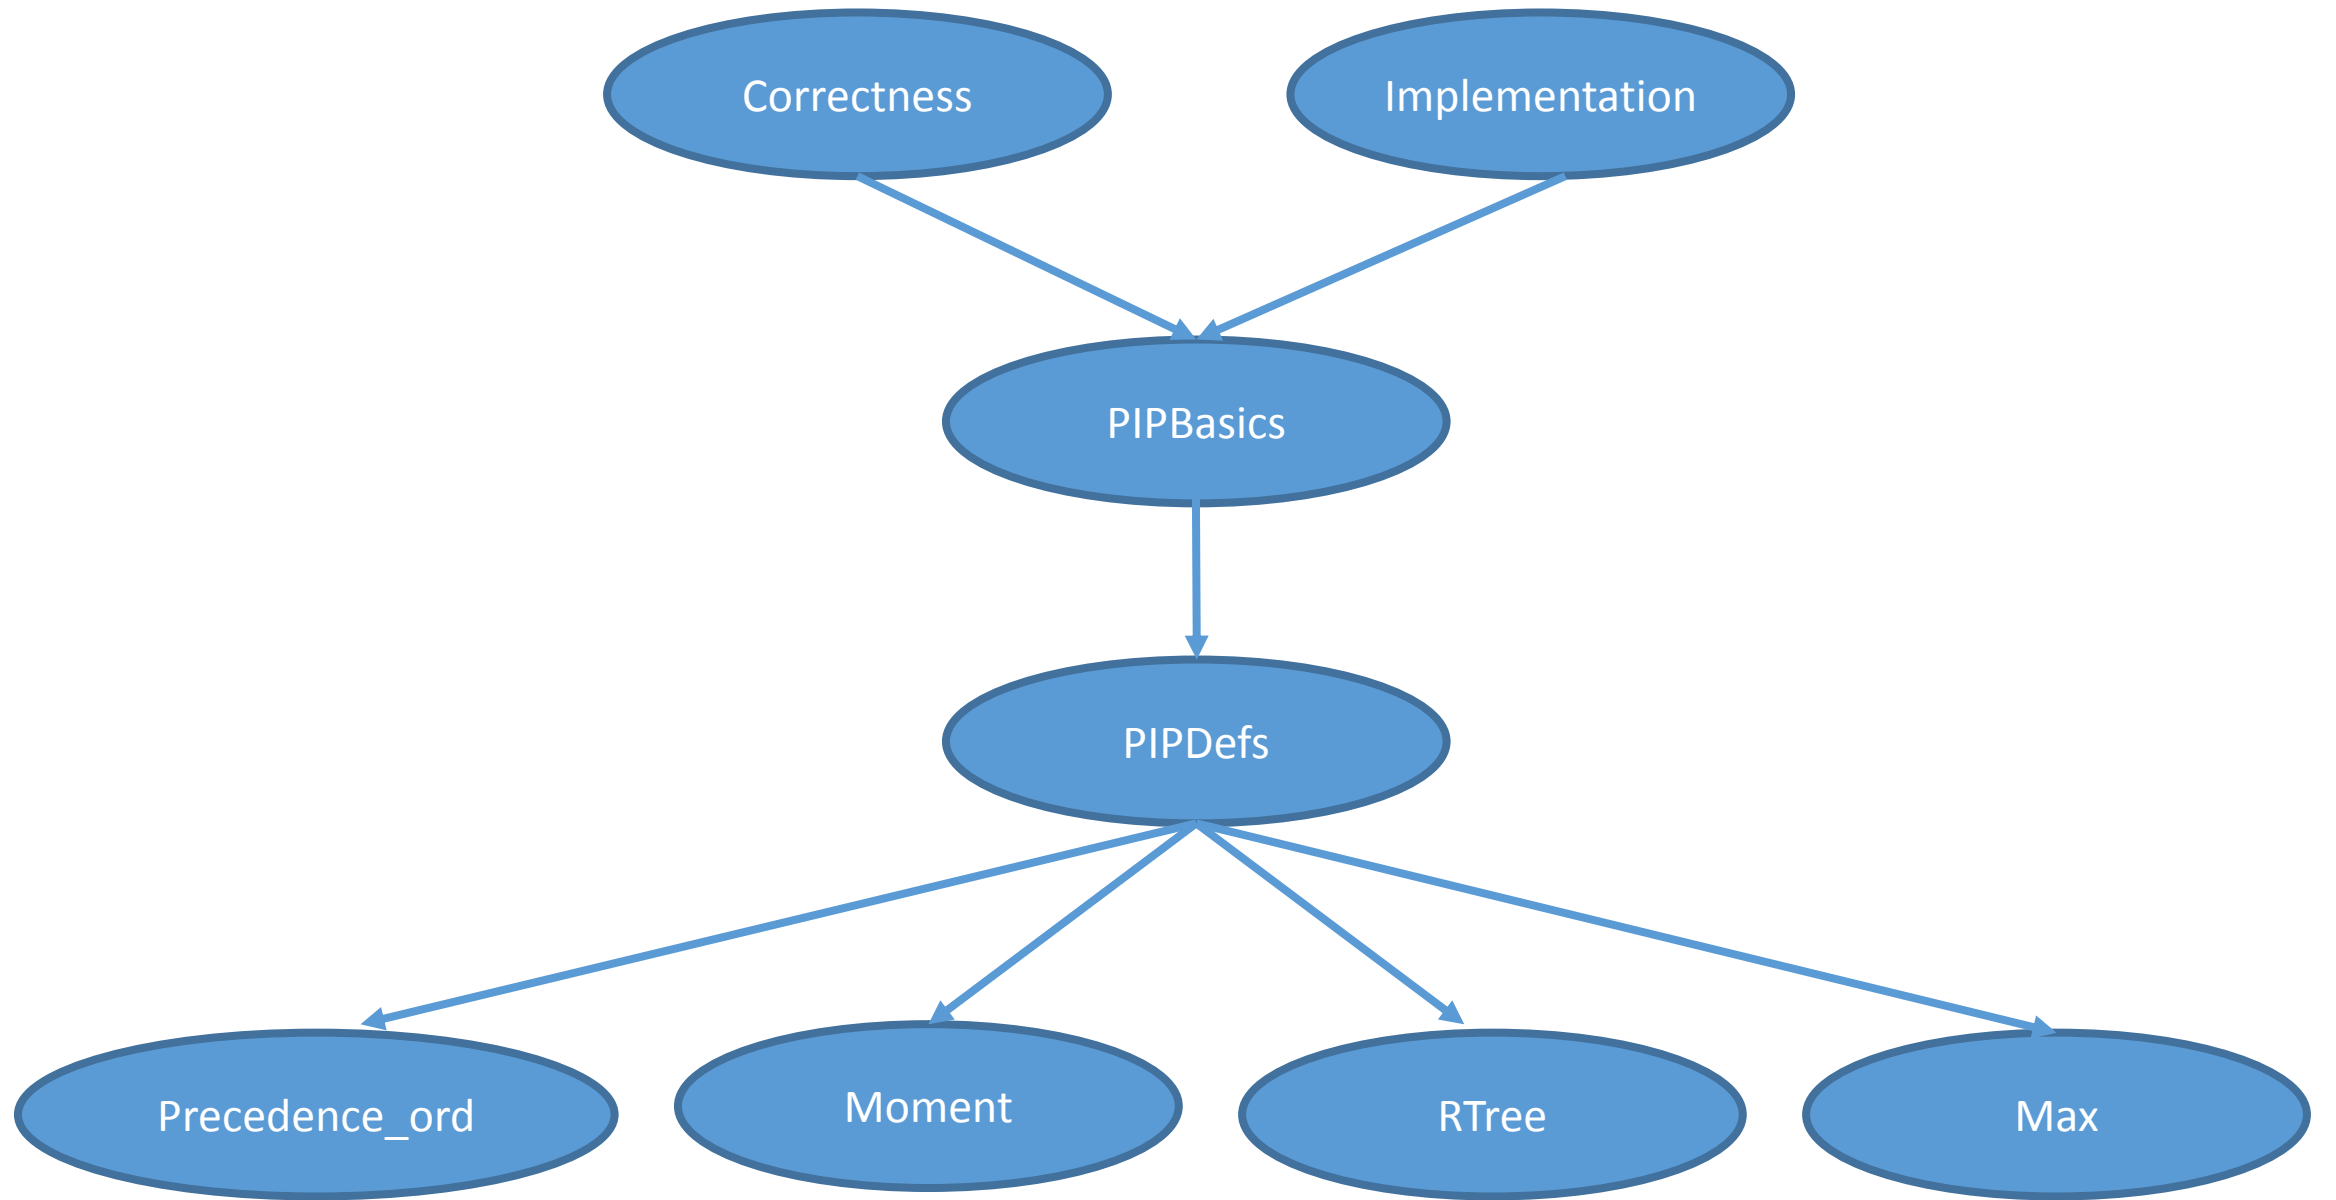 Correctness
Implementation
PIPBasics
PIPDefs
Precedence_ord
Moment
RTree
Max